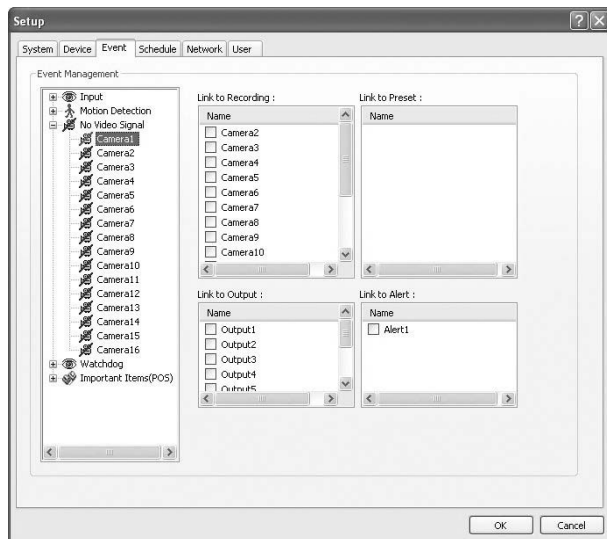 Setup
System Device Event Schedule Network User
Event Management
Input
Motion Detection
No Video Signal
Camera1
Camera2
Camera3
Camera4
Camera5
Camera6
Camera7
Camera8
Camera9
Camera10
Camera11
Camera12
Camera13
Camera14
Camera15
Camera16
Watchdog
Important Items(POS)
Link to Recording :
Name
Camera2
Camera3
Camera4
Camera5
Camera6
Camera7
Camera8
Camera9
Camera10
Link to Preset :
Name
Link to Output :
Name
Output1
Output2
Output3
Output4
Output5
Link to Alert :
Name
Alert1
OK Cancel